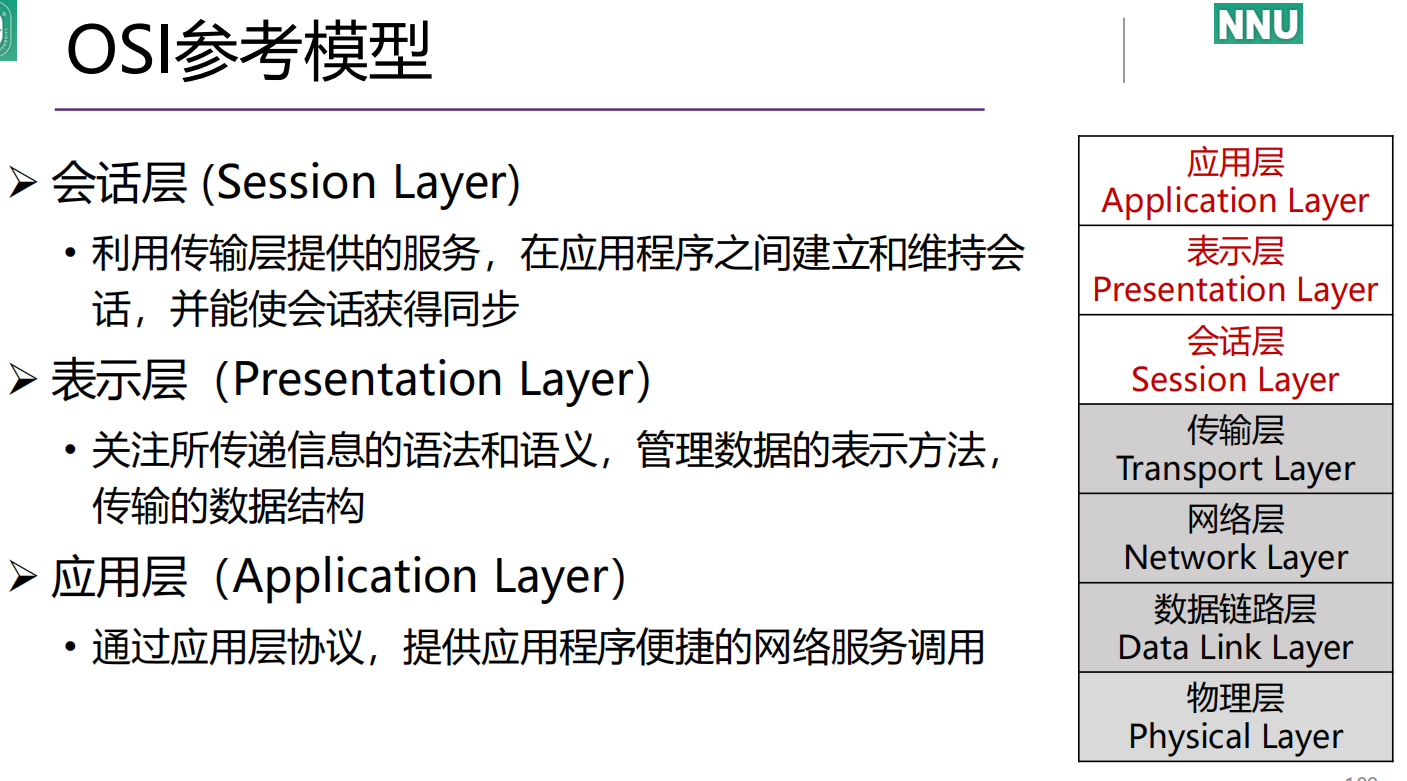 OSI参考模型
NNU
➢ 会话层 (Session Layer)
• 利用传输层提供的服务，在应用程序之间建立和维持会
话，并能使会话获得同步
➢ 表示层（Presentation Layer）
• 关注所传递信息的语法和语义，管理数据的表示方法，
传输的数据结构
➢ 应用层（Application Layer）
• 通过应用层协议，提供应用程序便捷的网络服务调用
应用层
Application Layer
表示层
Presentation Layer
会话层
Session Layer
传输层
Transport Layer
网络层
Network Layer
数据链路层
Data Link Layer
物理层
Physical Layer